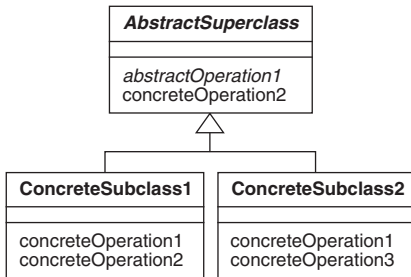 AbstractSuperclass
abstractOperation1
concreteOperation2
ConcreteSubclass1
concreteOperation1
concreteOperation2
ConcreteSubclass2
concreteOperation1
concreteOperation3